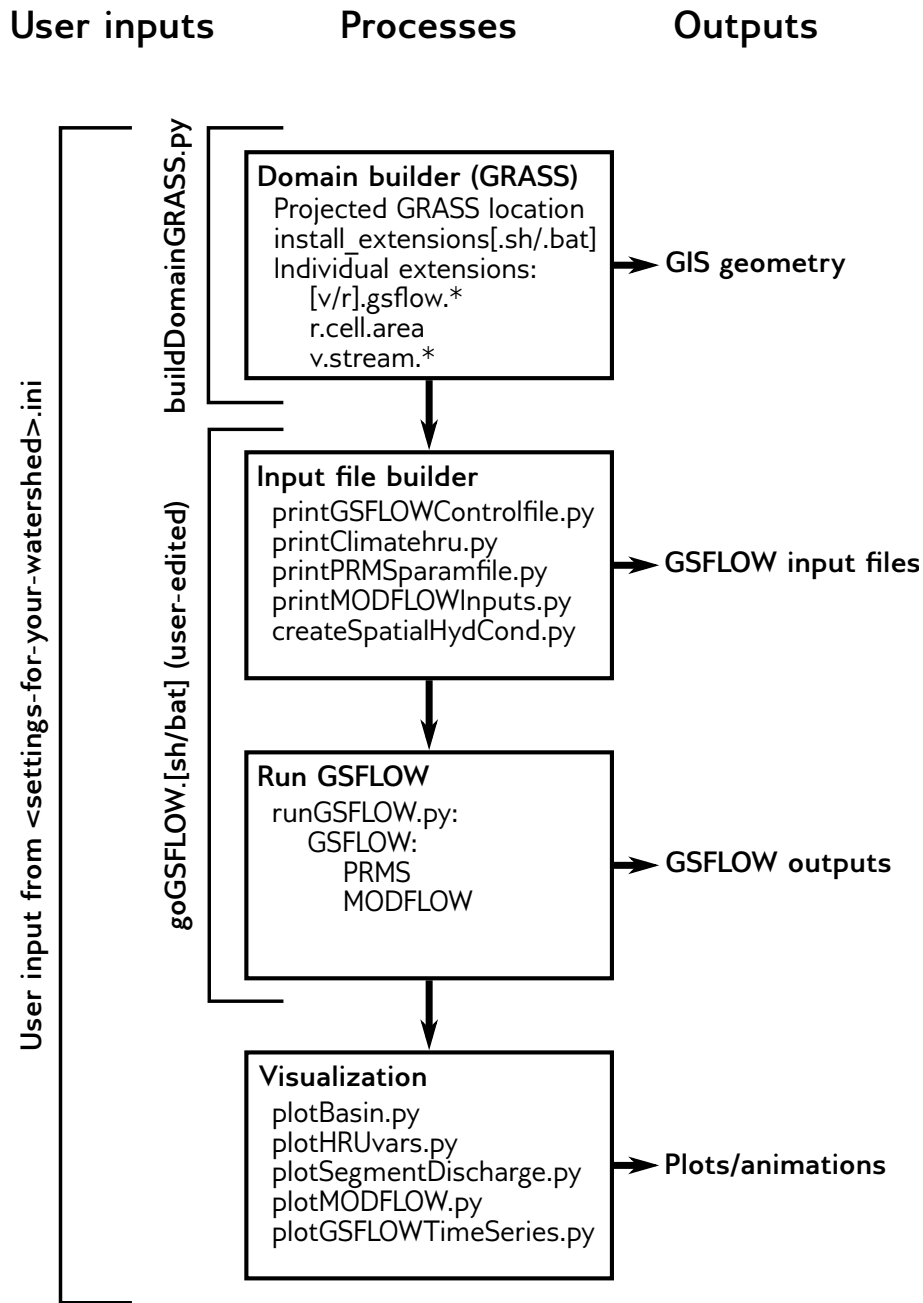 User inputs
Processes
Outputs
User input from <settings-for-your-watershed>.ini
buildDomainGRASS.py
Domain builder (GRASS)
Projected GRASS location
install_extensions[.sh/.bat]
Individual extensions:
[v/r].gsflow.*
r.cell.area
v.stream.*
GIS geometry
goGSFLOW.[sh/bat] (user-edited)
Input file builder
printGSFLOWControlfile.py
printClimatehru.py
printPRMSparamfile.py
printMODFLOWInputs.py
createSpatialHydCond.py
GSFLOW input files
Run GSFLOW
runGSFLOW.py:
GSFLOW:
PRMS
MODFLOW
GSFLOW outputs
Visualization
plotBasin.py
plotHRUvars.py
plotSegmentDischarge.py
plotMODFLOW.py
plotGSFLOWTimeSeries.py
Plots/animations